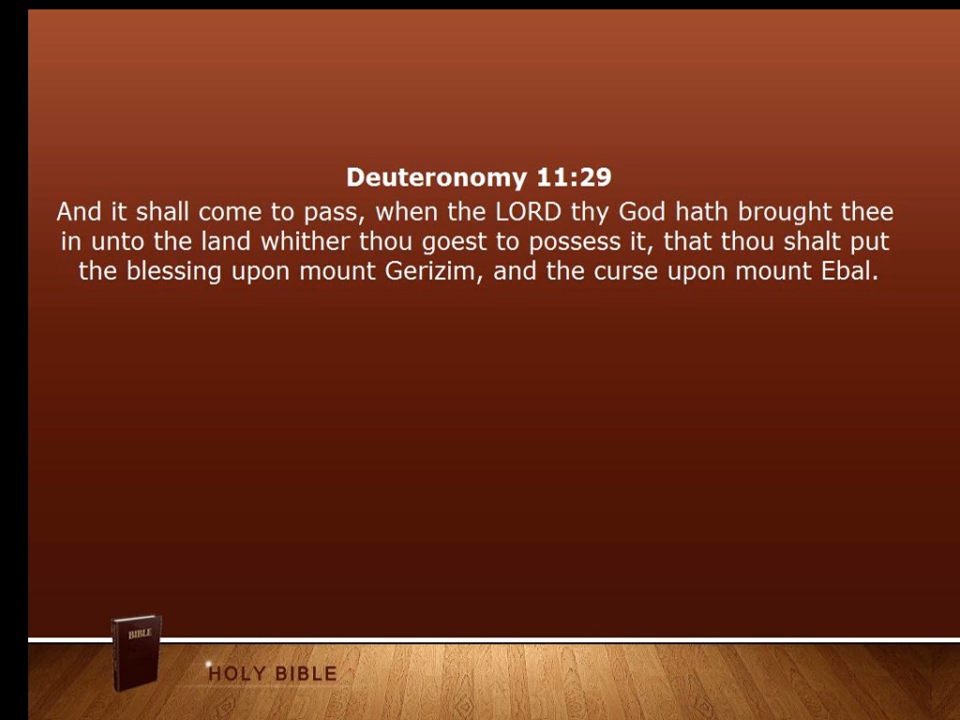 Deuteronomy 11:29
And it shall come to pass, when the LORD thy God hath brought thee
in unto the land whither thou goest to possess it, that thou shalt put
the blessing upon mount Gerizim, and the curse upon mount Ebal.
BIBLE
HOLY BIBLE